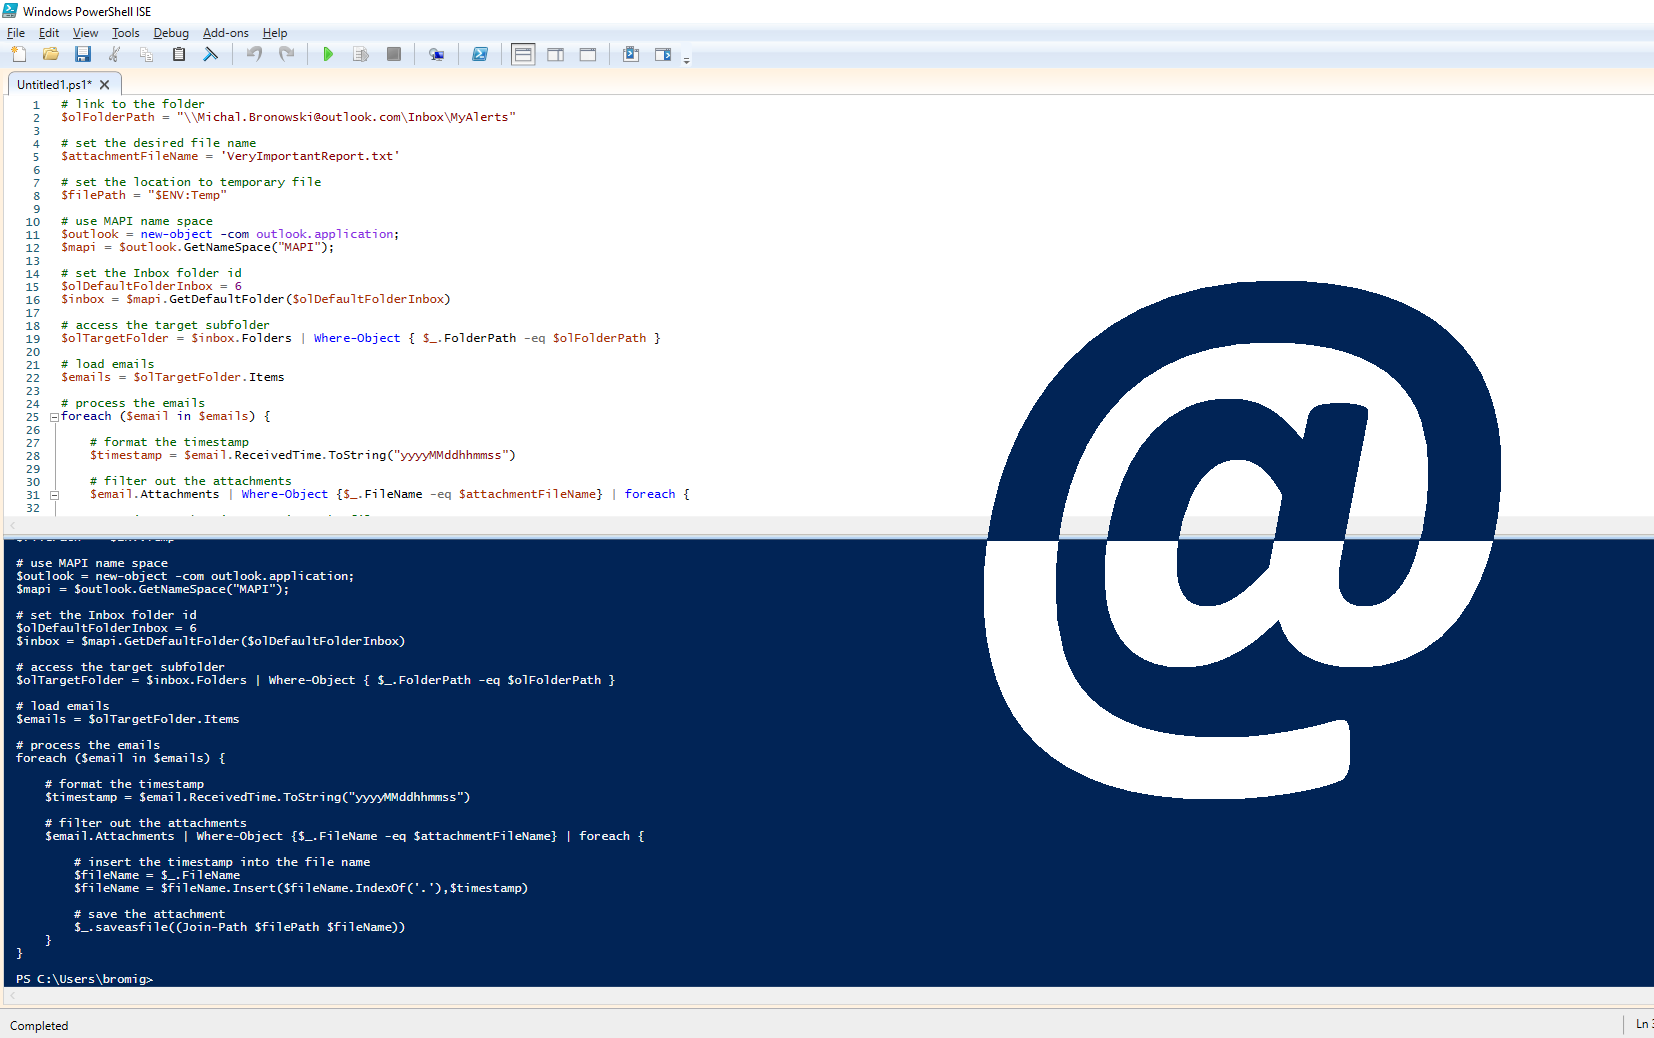 Windows PowerShell ISE
File Edit View Tools Debug Add-ons Help
Untitled1.ps1*
1 # link to the folder
2 $olFolderPath = "\\Michal.Bronowski@outlook.com\Inbox\MyAlerts"
3
4 # set the desired file name
5 $attachmentFileName = 'VeryImportantReport.txt'
6
7 # set the location to temporary file
8 $filePath = "$ENV:Temp"
9
10 # use MAPI name space
11 $outlook = new-object -com outlook.application;
12 $mapi = $outlook.GetNameSpace("MAPI");
13
14 # set the Inbox folder id
15 $olDefaultFolderInbox = 6
16 $inbox = $mapi.GetDefaultFolder($olDefaultFolderInbox)
17
18 # access the target subfolder
19 $olTargetFolder = $inbox.Folders | Where-Object { $_.FolderPath -eq $olFolderPath }
20
21 # load emails
22 $emails = $olTargetFolder.Items
23
24 # process the emails
25 foreach ($email in $emails) {
26
27 # format the timestamp
28 $timestamp = $email.ReceivedTime.ToString("yyyyMMddhhmmss")
29
30 # filter out the attachments
31 $email.Attachments | Where-Object {$_.FileName -eq $attachmentFileName} | foreach {
32
@
# use MAPI name space
$outlook = new-object -com outlook.application;
$mapi = $outlook.GetNameSpace("MAPI");
# set the Inbox folder id
$olDefaultFolderInbox = 6
$inbox = $mapi.GetDefaultFolder($olDefaultFolderInbox)
# access the target subfolder
$olTargetFolder = $inbox.Folders | Where-Object { $_.FolderPath -eq $olFolderPath }
# load emails
$emails = $olTargetFolder.Items
# process the emails
foreach ($email in $emails) {
# format the timestamp
$timestamp = $email.ReceivedTime.ToString("yyyyMMddhhmmss")
# filter out the attachments
$email.Attachments | Where-Object {$_.FileName -eq $attachmentFileName} | foreach {
# insert the timestamp into the file name
$fileName = $_.FileName
$fileName = $fileName.Insert($fileName.IndexOf('.'),$timestamp)
# save the attachment
$_.saveasfile((Join-Path $filePath $fileName))
}
}
PS C:\Users\bromig>
Completed
Ln